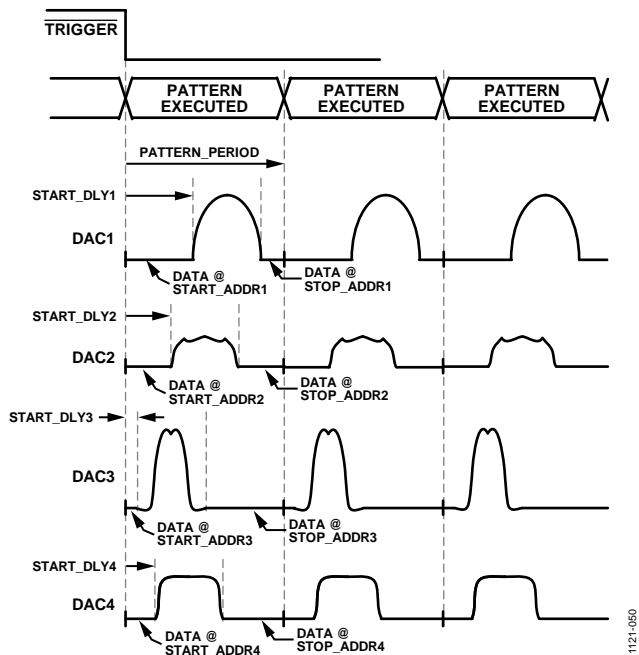 TRIGGER
PATTERN
EXECUTED
PATTERN
EXECUTED
PATTERN
EXECUTED
PATTERN_PERIOD
START_DLY1
DAC1
DATA @
START_ADDR1
DATA @
STOP_ADDR1
START_DLY2
DAC2
DATA @
START_ADDR2
DATA @
STOP_ADDR2
START_DLY3
DAC3
DATA @
START_ADDR3
DATA @
STOP_ADDR3
START_DLY4
DAC4
DATA @
START_ADDR4
DATA @
STOP_ADDR4
1121-050